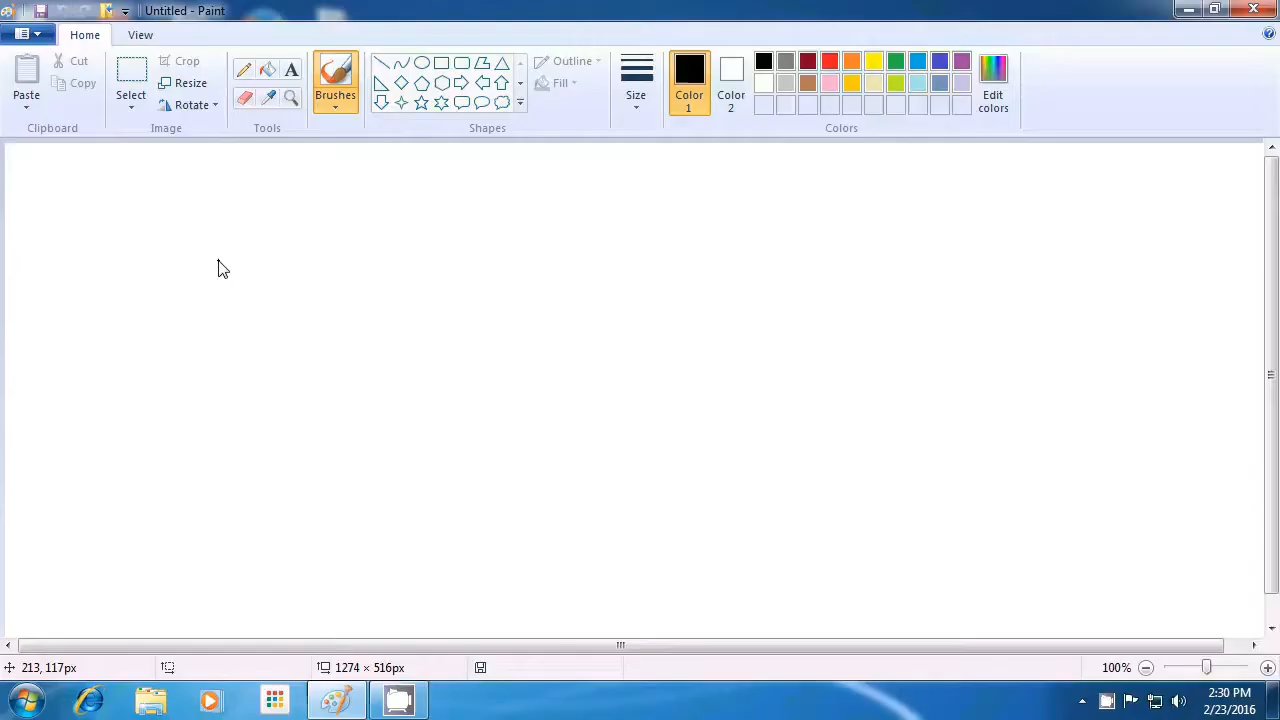 Untitled - Paint
Home View
Paste Cut Copy Select Crop Resize Rotate A Brushes Outline Fill Size Color 1 Color 2 Edit colors
Clipboard Image Tools Shapes Colors
213, 117px 1274 × 516px 100%
2:30 PM
2/23/2016